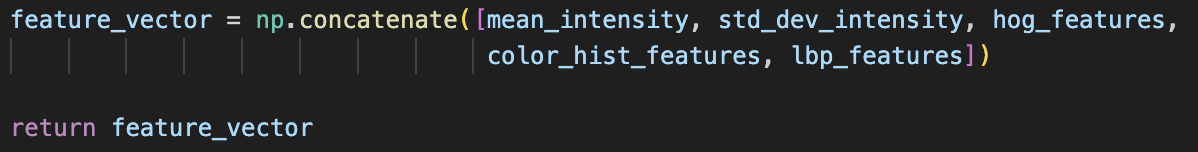 feature_vector = np.concatenate([mean_intensity, std_dev_intensity, hog_features,
color_hist_features, lbp_features])
return feature_vector